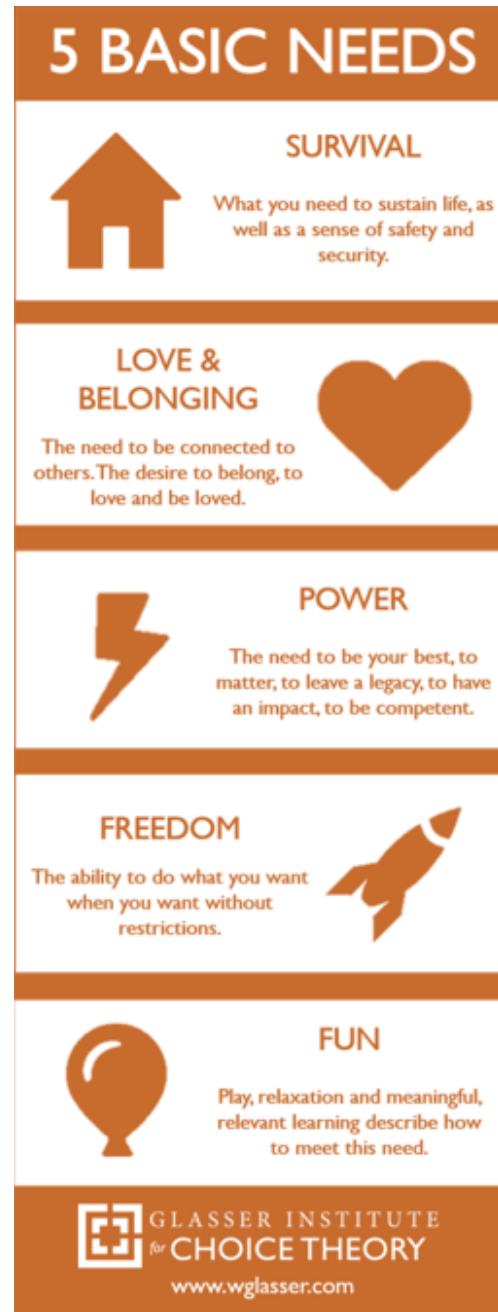 5 BASIC NEEDS
SURVIVAL
What you need to sustain life, as
well as a sense of safety and
security.
LOVE &
BELONGING
The need to be connected to
others. The desire to belong, to
love and be loved.
POWER
The need to be your best, to
matter, to leave a legacy, to have
an impact, to be competent.
FREEDOM
The ability to do what you want
when you want without
restrictions.
FUN
Play, relaxation and meaningful,
relevant learning describe how
to meet this need.
GLASSER INSTITUTE
for CHOICE THEORY
www.wglasser.com